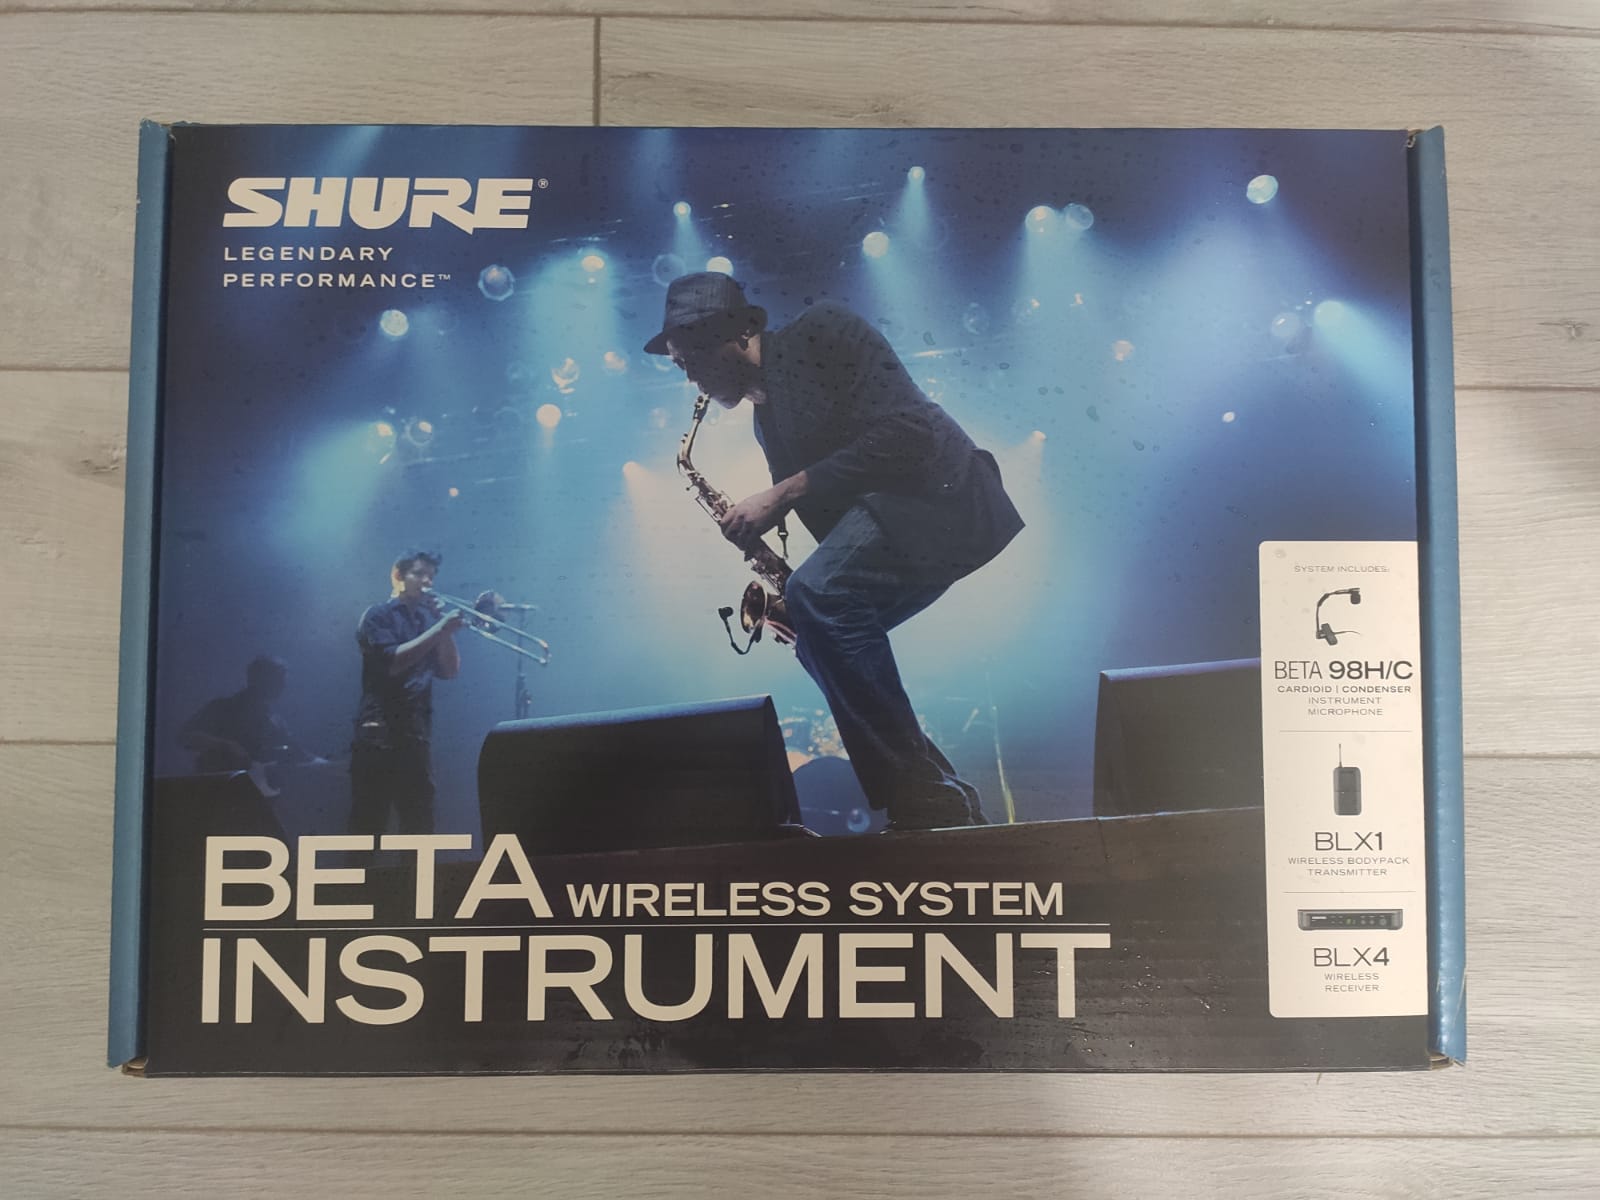 SHURE®
LEGENDARY
PERFORMANCE™
BETA WIRELESS SYSTEM
INSTRUMENT
SYSTEM INCLUDES:
BETA 98H/C
CARDIOID | CONDENSER
INSTRUMENT
MICROPHONE
BLX1
WIRELESS BODYPACK
TRANSMITTER
BLX4
WIRELESS
RECEIVER